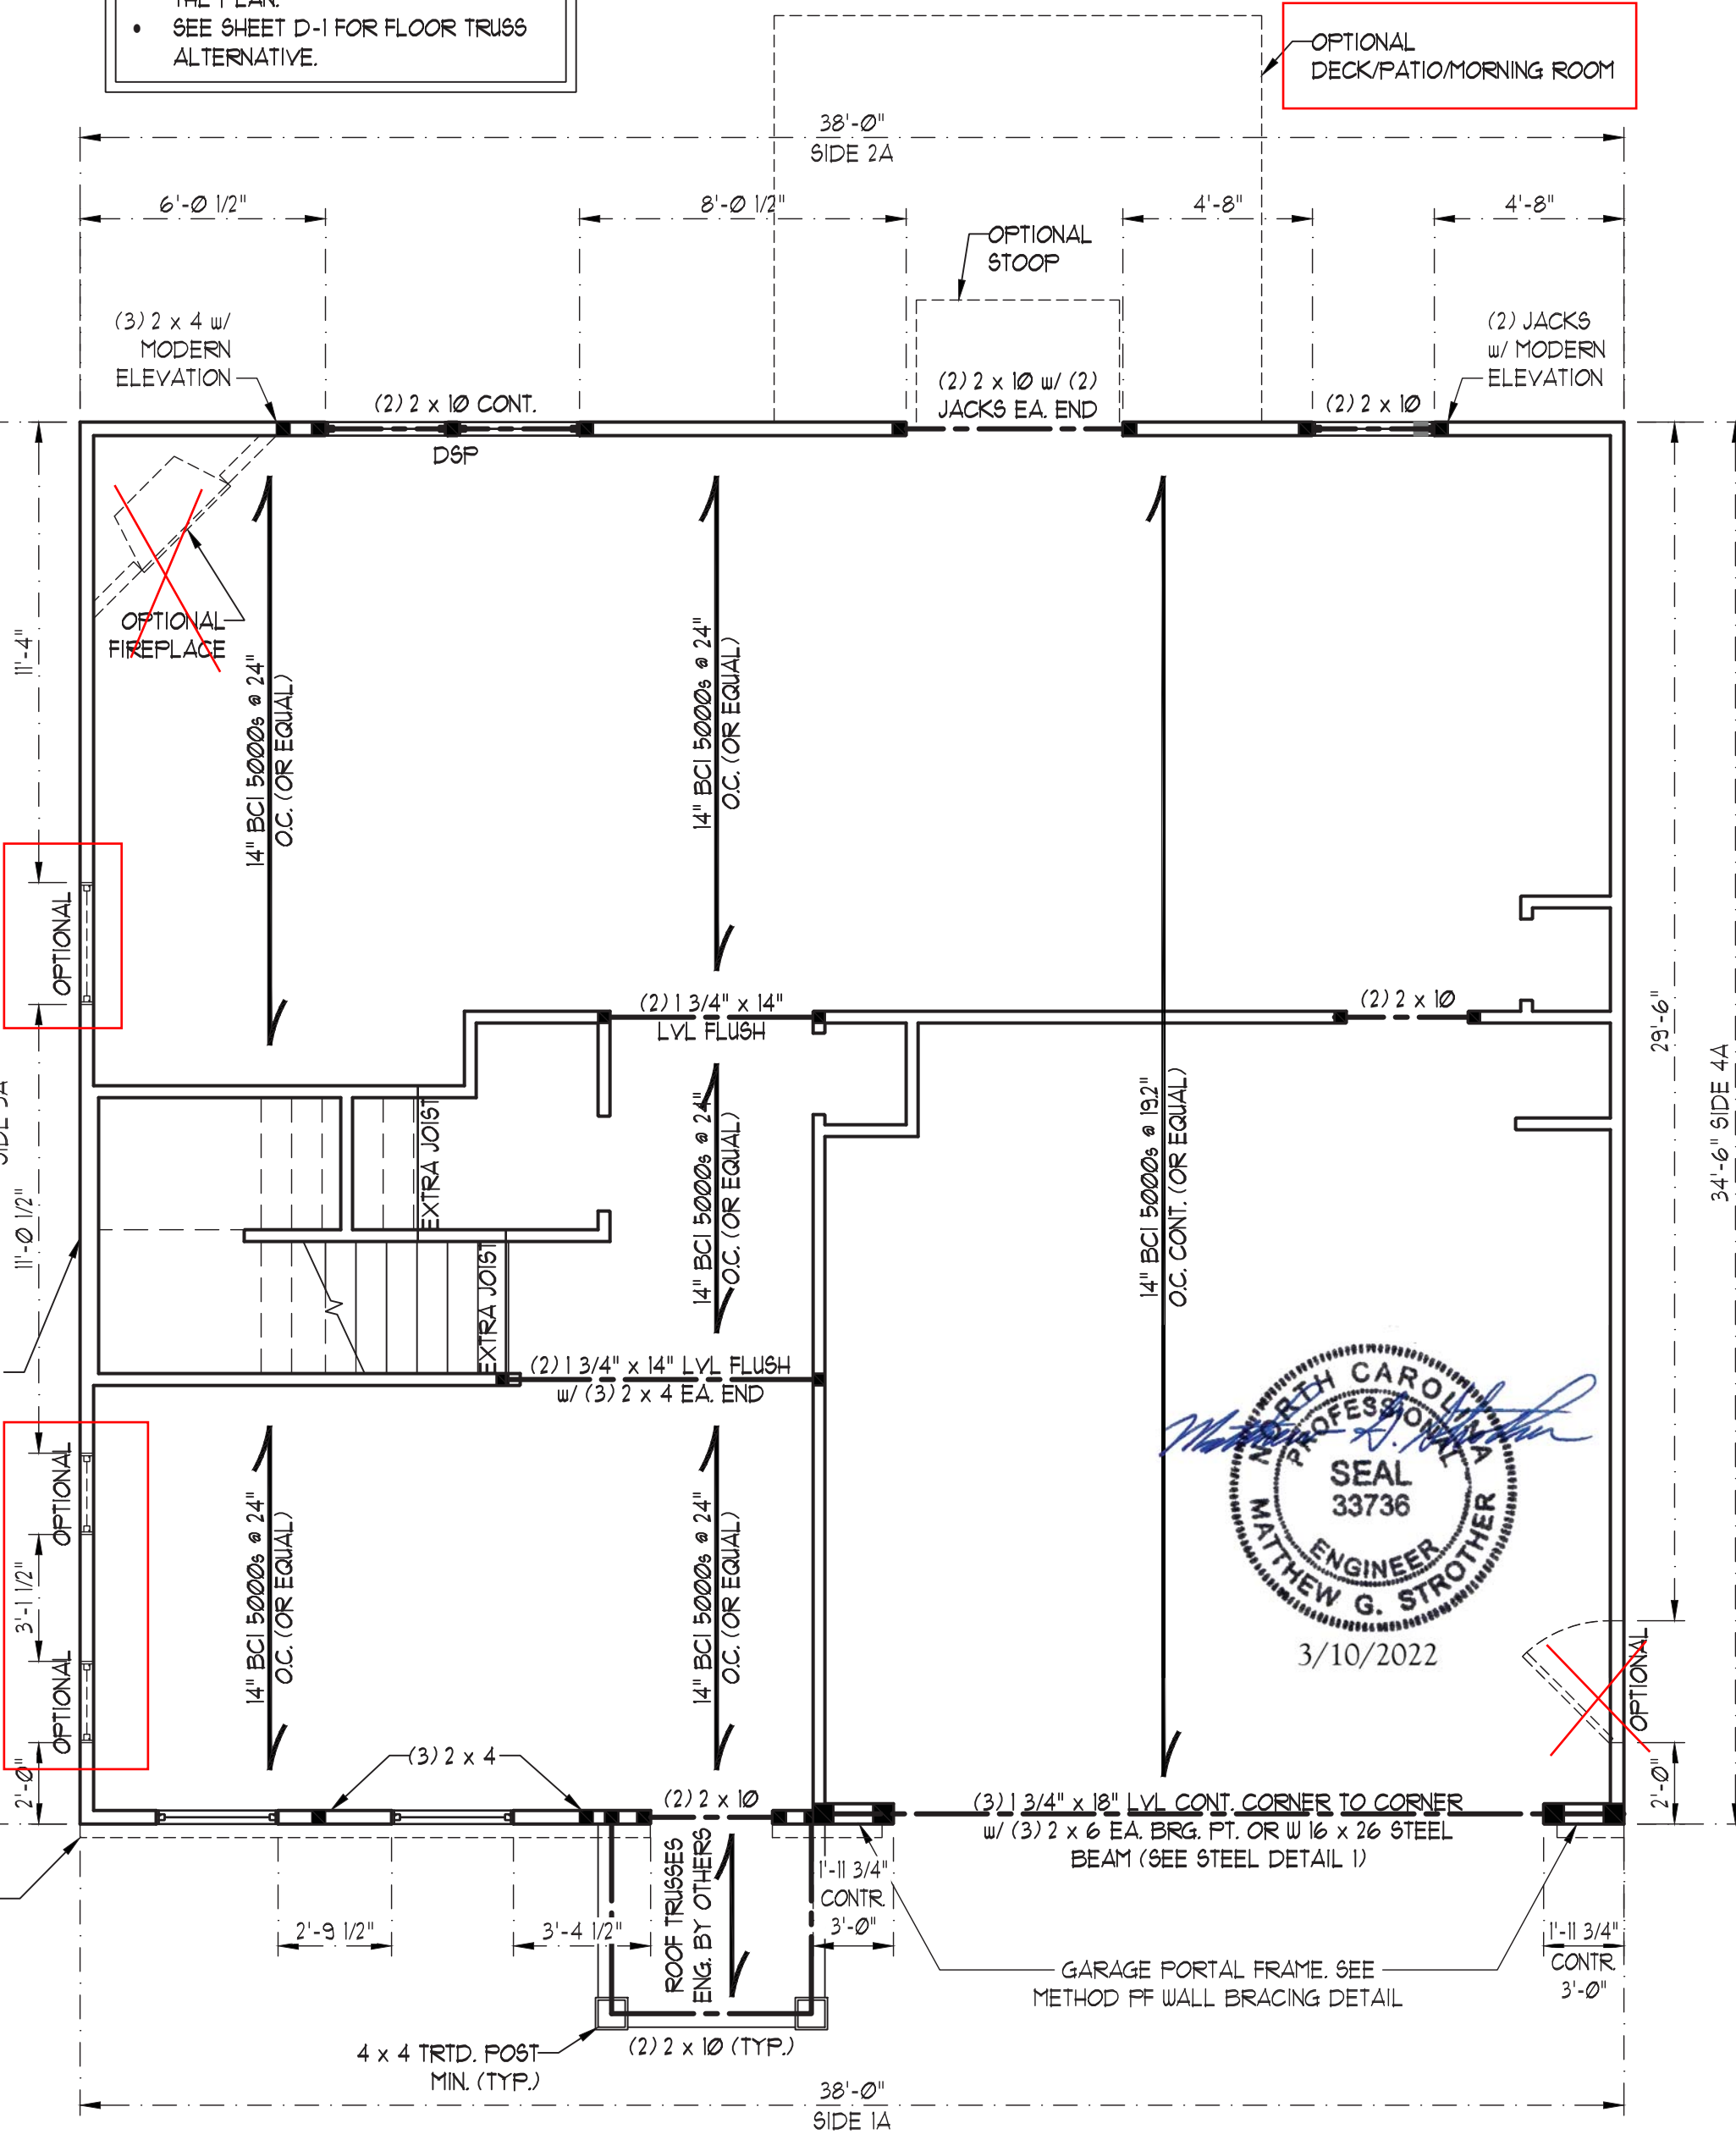 THE PLAN.
• SEE SHEET D-1 FOR FLOOR TRUSS
ALTERNATIVE.
OPTIONAL
DECK/PATIO/MORNING ROOM
38'-0"
SIDE 2A
6'-0 1/2"
8'-0 1/2"
4'-8"
4'-8"
OPTIONAL
STOOP
(3) 2 x 4 w/
MODERN
ELEVATION
(2) JACKS
w/ MODERN
ELEVATION
(2) 2 x 10 CONT.
(2) 2 x 10 w/ (2)
JACKS EA. END
(2) 2 x 10
DSP
OPTIONAL
FIREPLACE
11'-4"
14" BCI 5000s @ 24"
O.C. (OR EQUAL)
14" BCI 5000s @ 24"
O.C. (OR EQUAL)
OPTIONAL
(2) 1 3/4" x 14"
LVL FLUSH
(2) 2 x 10
29'-6"
34'-6" SIDE 4A
SIDE 3A
11'-0 1/2"
EXTRA JOIST
14" BCI 5000s @ 24"
O.C. (OR EQUAL)
14" BCI 5000s @ 19.2"
O.C. CONT. (OR EQUAL)
EXTRA JOIST
(2) 1 3/4" x 14" LVL FLUSH
w/ (3) 2 x 4 EA. END
NORTH CAROLINA
PROFESSIONAL
SEAL
33736
ENGINEER
MATTHEW G. STROTHER
3/10/2022
OPTIONAL
3'-1 1/2"
OPTIONAL
2'-0"
14" BCI 5000s @ 24"
O.C. (OR EQUAL)
14" BCI 5000s @ 24"
O.C. (OR EQUAL)
OPTIONAL
2'-0"
(3) 2 x 4
(2) 2 x 10
(3) 1 3/4" x 18" LVL CONT. CORNER TO CORNER
w/ (3) 2 x 6 EA. BRG. PT. OR W 16 x 26 STEEL
BEAM (SEE STEEL DETAIL 1)
ROOF TRUSSES
ENG. BY OTHERS
1'-11 3/4"
CONTR.
3'-0"
2'-9 1/2"
3'-4 1/2"
1'-11 3/4"
CONTR.
3'-0"
GARAGE PORTAL FRAME. SEE
METHOD PF WALL BRACING DETAIL
4 x 4 TRTD. POST
MIN. (TYP.)
(2) 2 x 10 (TYP.)
38'-0"
SIDE 1A